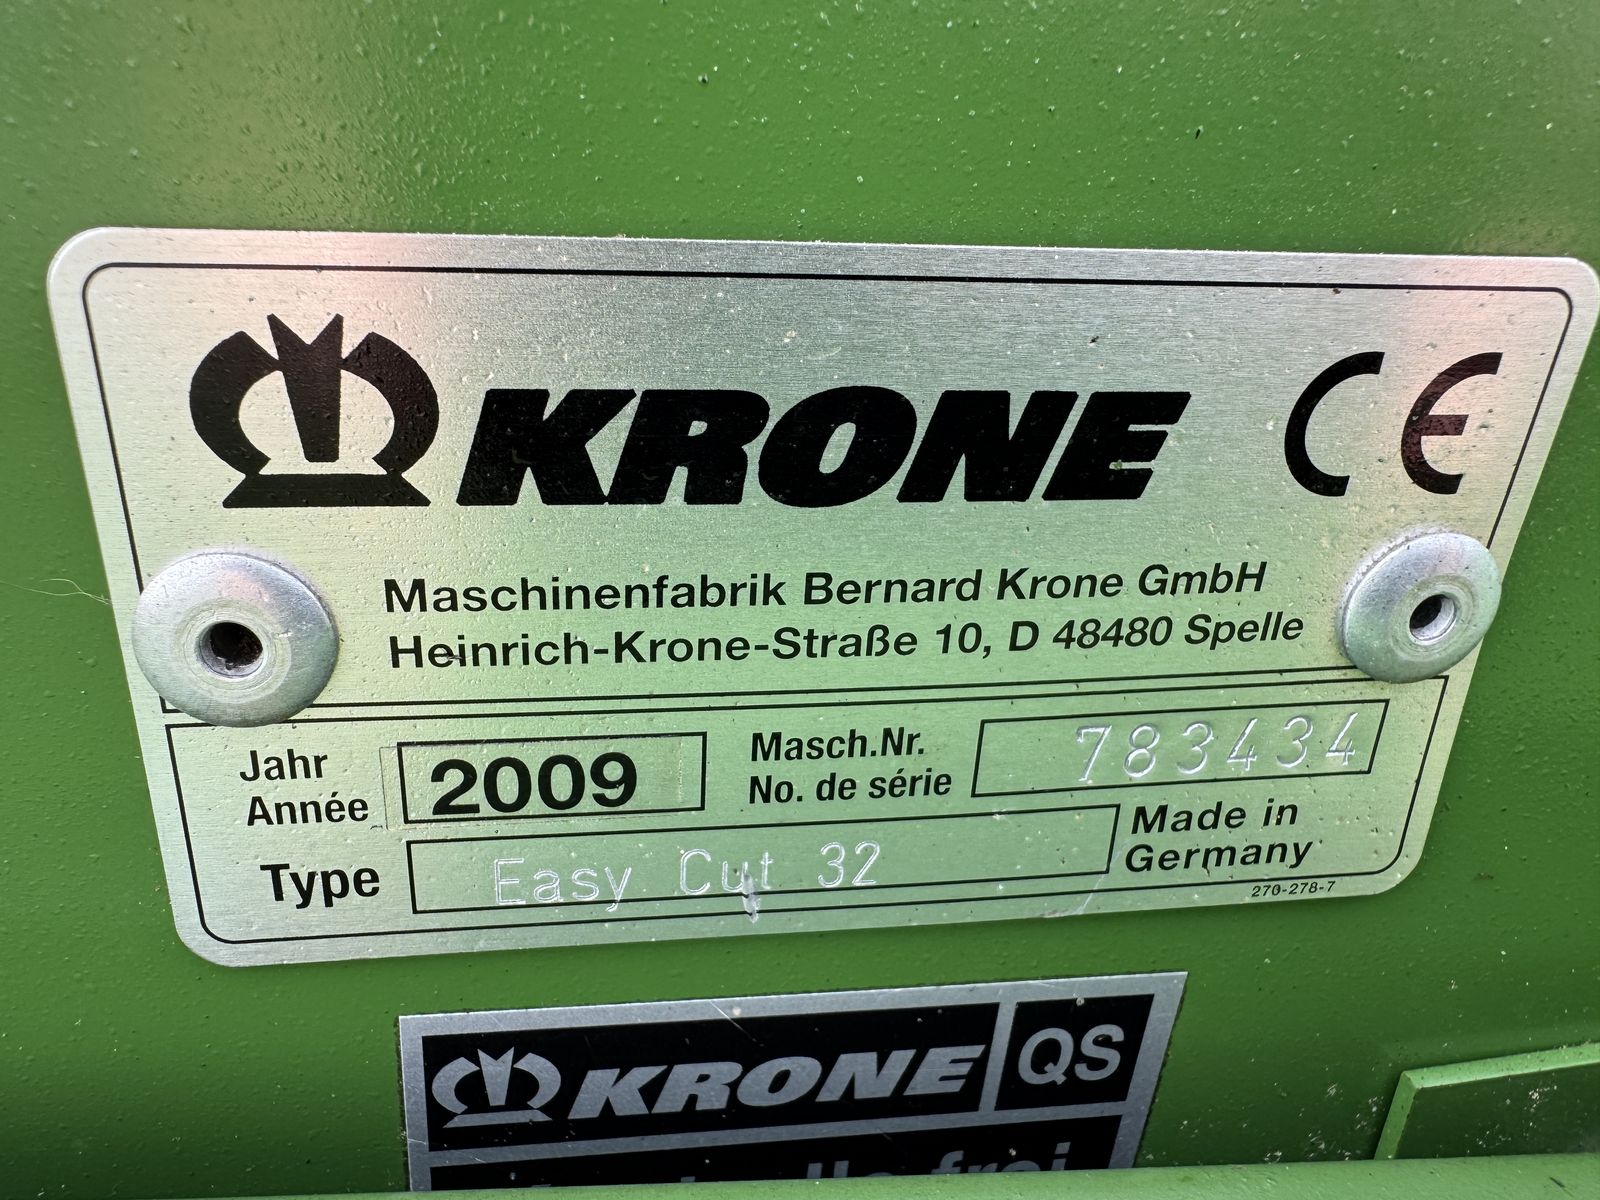 KRONE CE
Maschinenfabrik Bernard Krone GmbH
Heinrich-Krone-Straße 10, D 48480 Spelle
Jahr
Année
2009
Masch.Nr.
No. de série
783434
Type
Easy Cut 32
Made in
Germany
270-278-7
KRONE QS